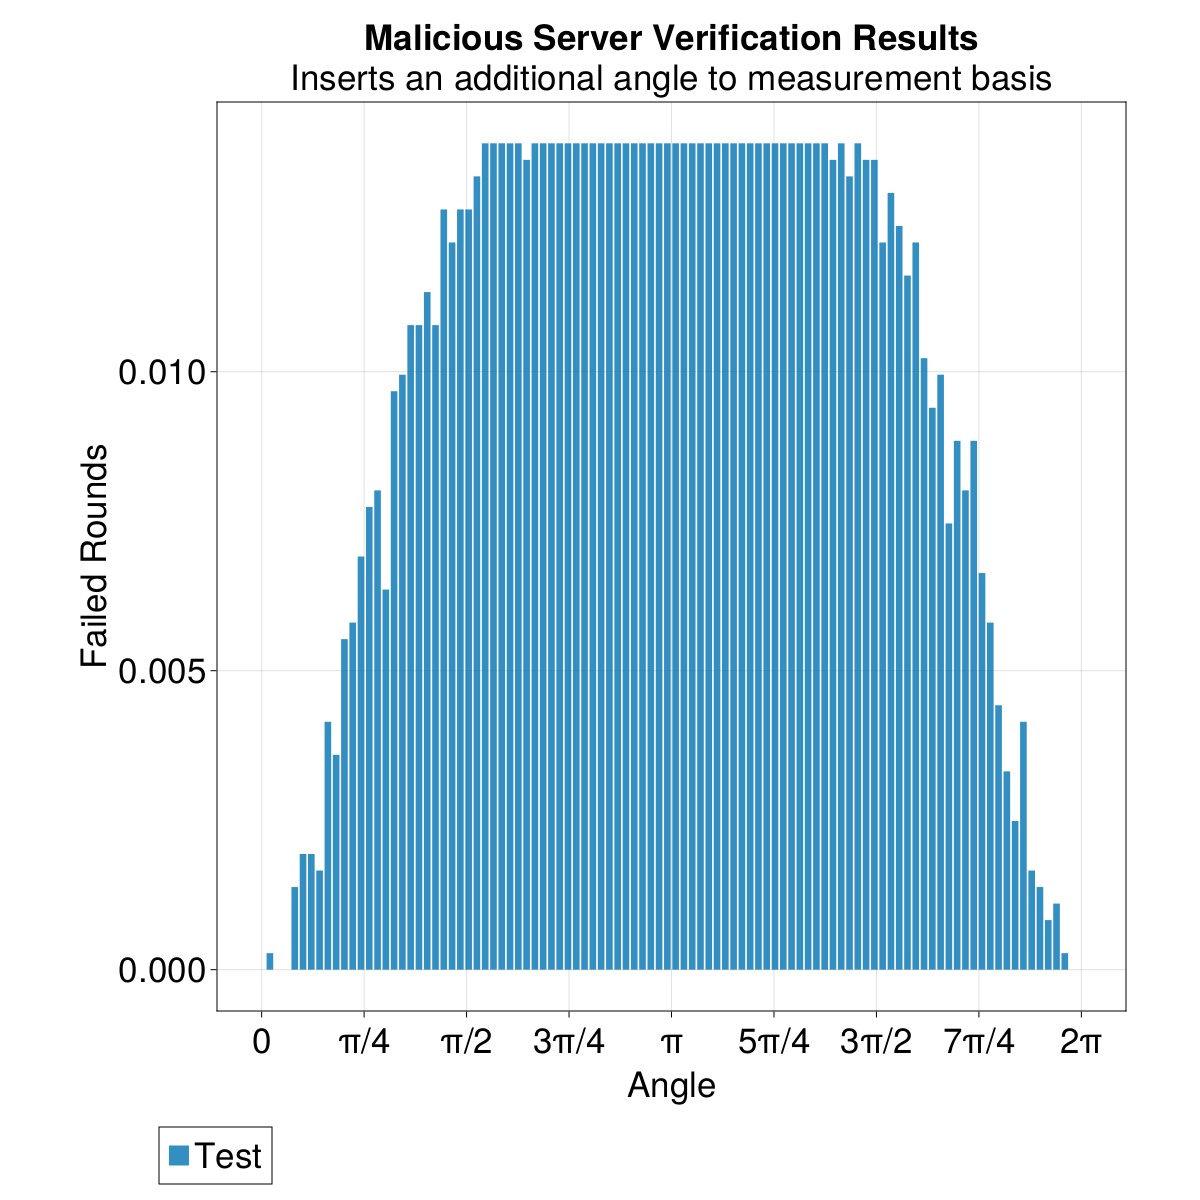 Malicious Server Verification Results
Inserts an additional angle to measurement basis
Failed Rounds
0.010
0.005
0.000
0 π/4 π/2 3π/4 π 5π/4 3π/2 7π/4 2π
Angle
Test